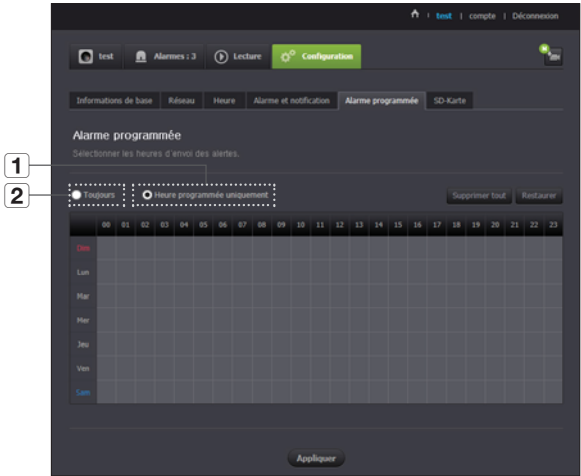 test | compte | Déconnexion
test Alarmes : 3 Lecture Configuration
N
Informations de base Réseau Heure Alarme et notification Alarme programmée SD-Karte
Alarme programmée
Sélectionner les heures d'envoi des alertes.
1
2
Toujours Heure programmée uniquement Supprimer tout Restaurer
00 01 02 03 04 05 06 07 08 09 10 11 12 13 14 15 16 17 18 19 20 21 22 23
Dim
Lun
Mar
Mer
Jeu
Ven
Sam
Appliquer